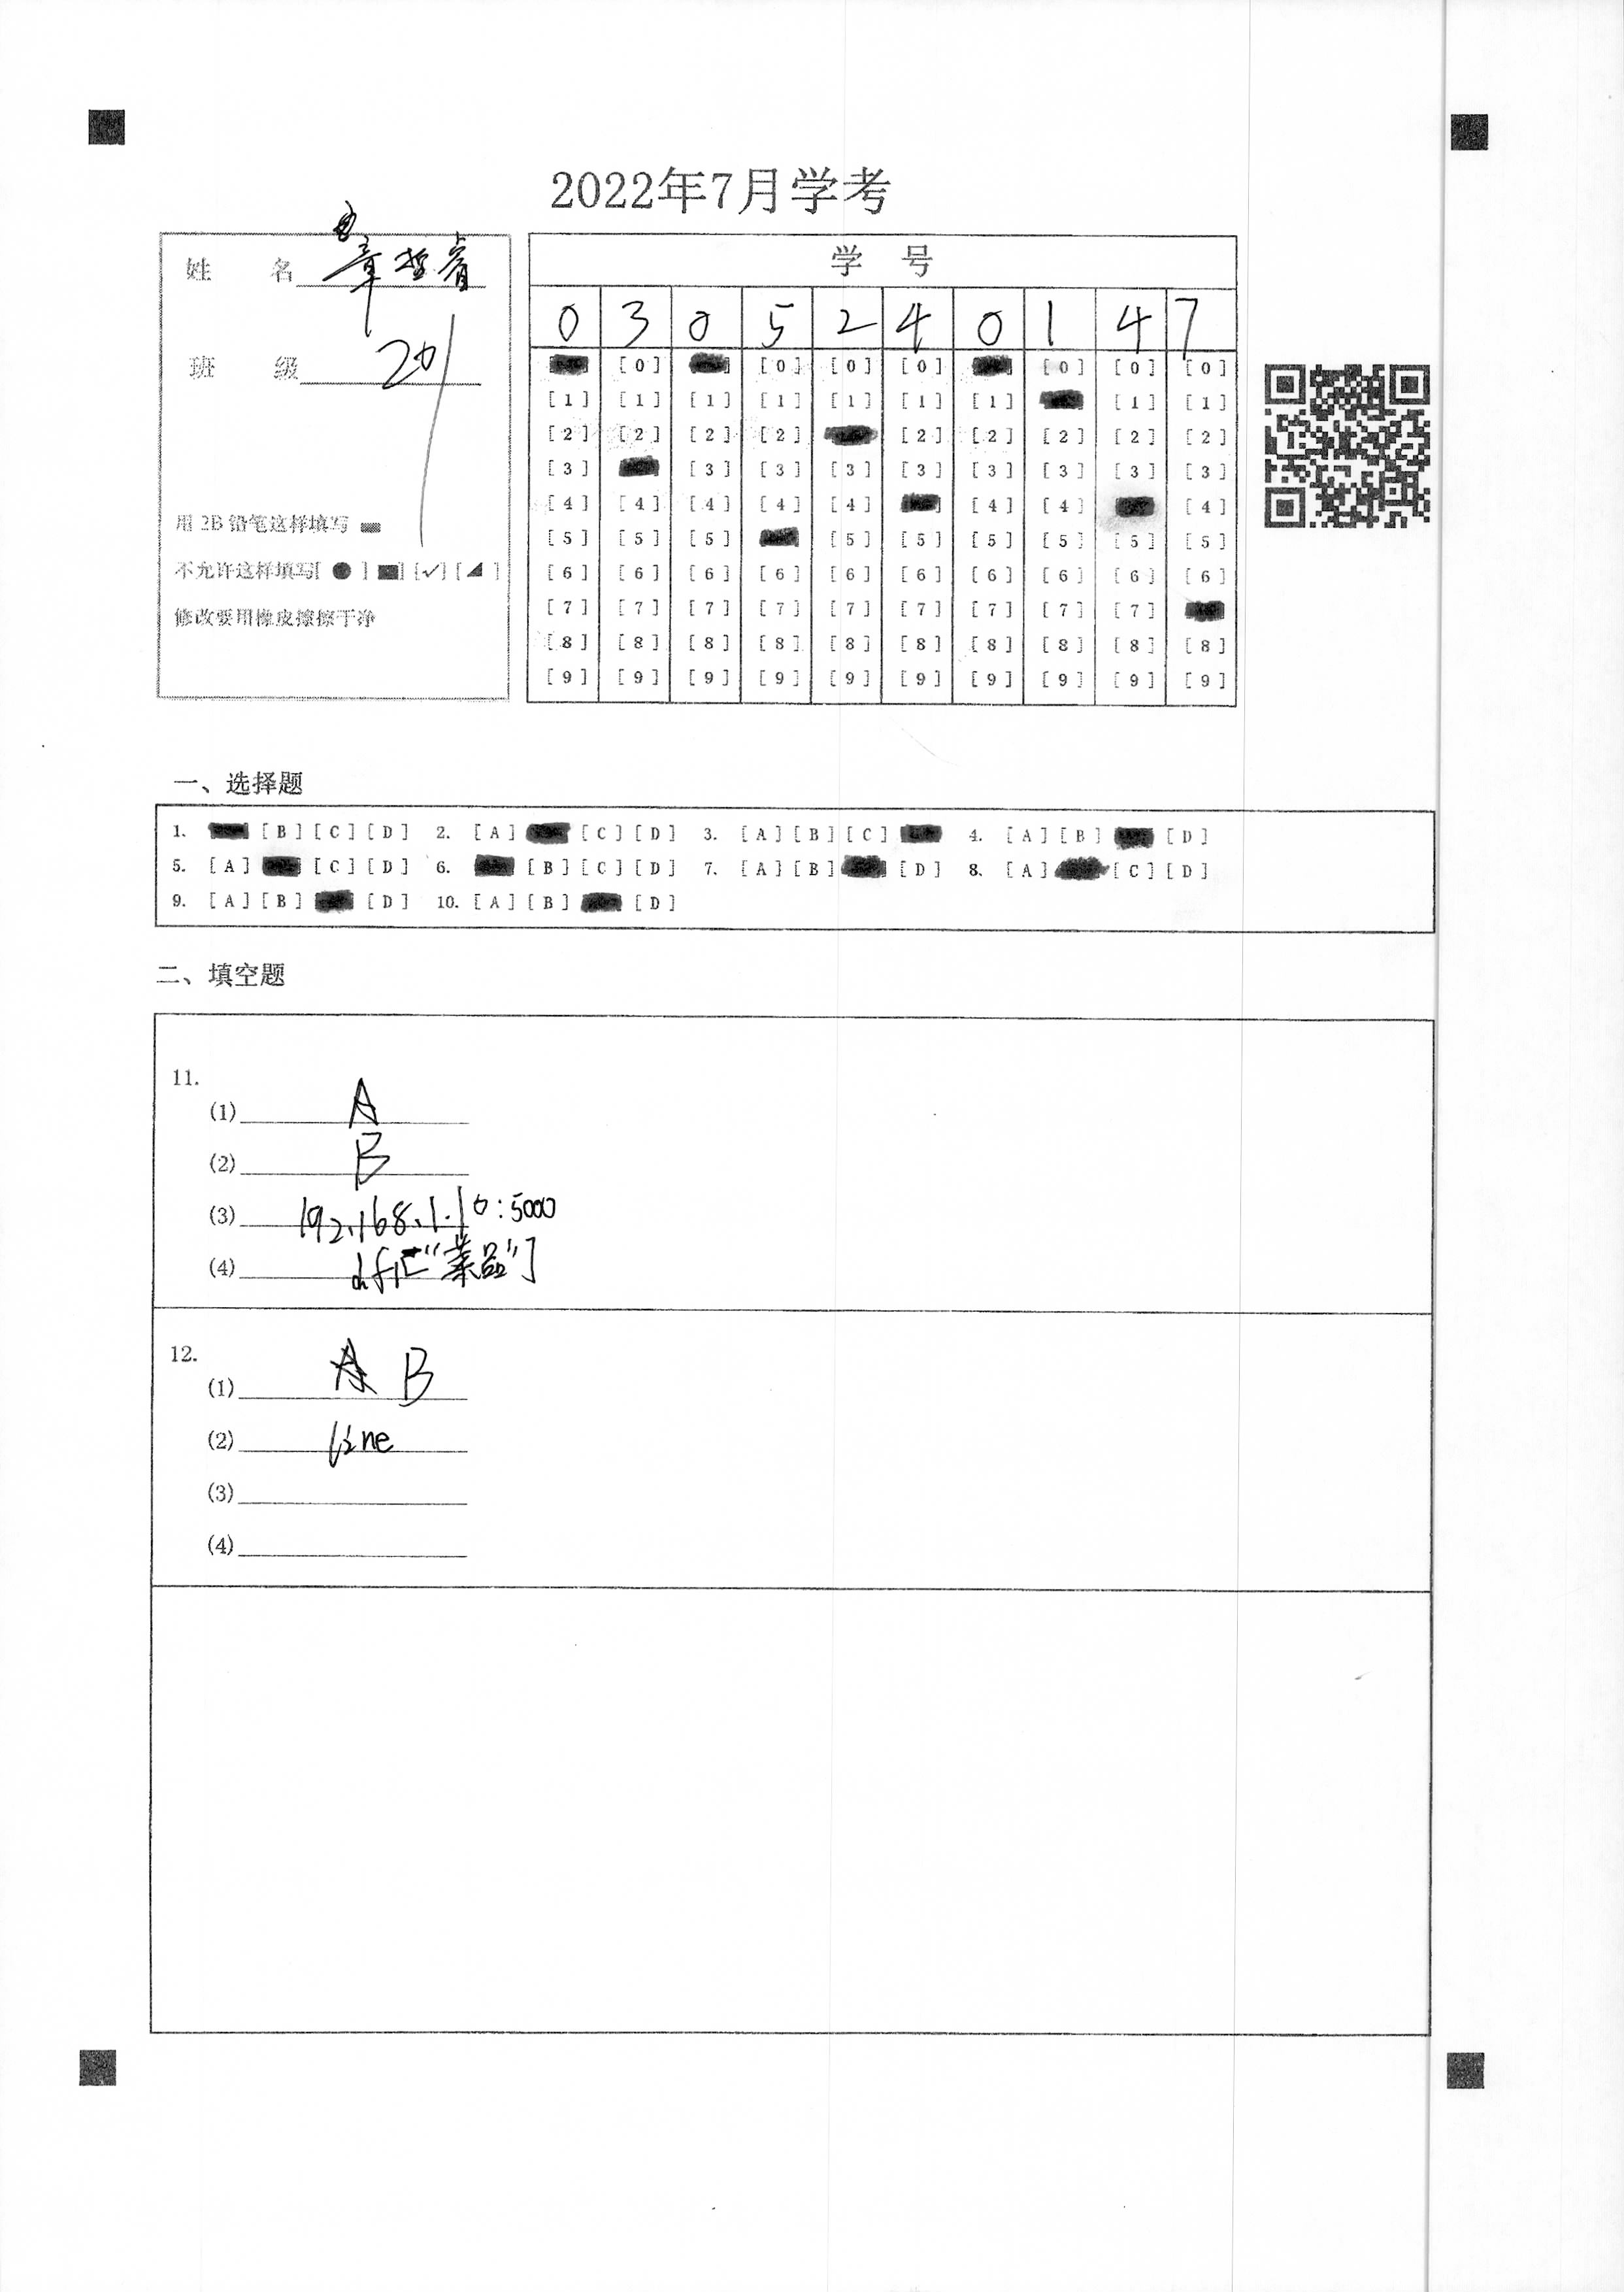 2022年7月学考
姓 名 章哲睿
班 级 201
用 2B 铅笔这样填写
不允许这样填写[ ● ] [■] [✓] [◢ ]
修改要用橡皮擦擦干净
学 号
0 3 0 5 2 4 0 1 4 7
[0] [0] [0] [0] [0] [0] [0]
[1] [1] [1] [1] [1] [1] [1] [1] [1]
[2] [2] [2] [2] [2] [2] [2] [2] [2]
[3] [3] [3] [3] [3] [3] [3] [3] [3]
[4] [4] [4] [4] [4] [4] [4] [4]
[5] [5] [5] [5] [5] [5] [5] [5] [5]
[6] [6] [6] [6] [6] [6] [6] [6] [6] [6]
[7] [7] [7] [7] [7] [7] [7] [7] [7]
[8] [8] [8] [8] [8] [8] [8] [8] [8] [8]
[9] [9] [9] [9] [9] [9] [9] [9] [9] [9]
一、选择题
1. [B] [C] [D] 2. [A] [C] [D] 3. [A] [B] [C] 4. [A] [B] [D]
5. [A] [C] [D] 6. [B] [C] [D] 7. [A] [B] [D] 8. [A] [C] [D]
9. [A] [B] [D] 10. [A] [B] [D]
二、填空题
11.
(1) A
(2) B
(3) 192.168.1.10:5000
(4) df1["菜品"]
12.
(1) B
(2) line
(3)
(4)